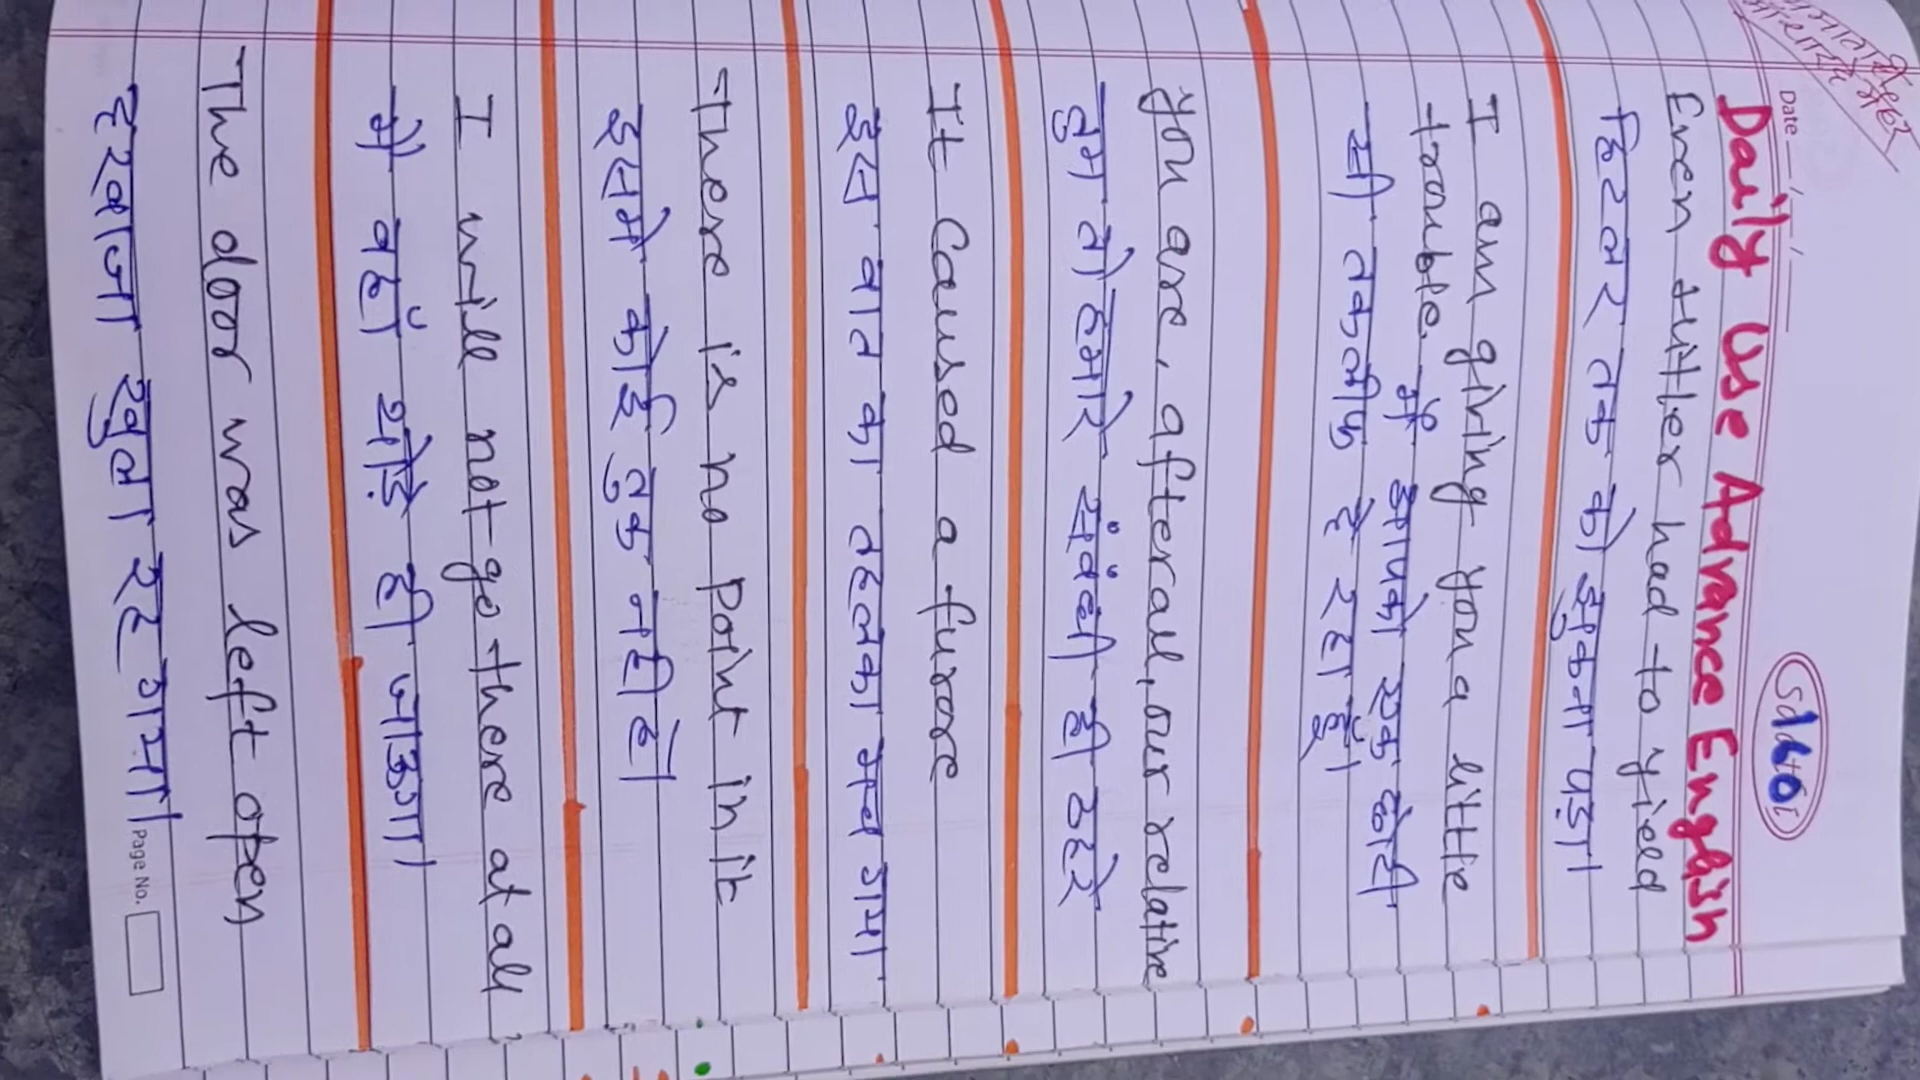 Date
Daily Use Advance English
Even Hitler had to yield
हिटलर तक को झुकना पड़ा।
I am giving you a little
trouble. मैं आपको एक छोटी
सी तकलीफ दे रहा हूं।
You are, afterall, our relative
तुम तो हमारे संबंधी ही ठहरे
It Caused a furore
इस बात का तहलका मच गया।
There is no point in it
इसमे कोई तुक नही है।
I will not go there at all
मे वहाँ थोड़े ही जाऊगा।
The door was left open
दरवाजा खुला रह गया।
Page No.